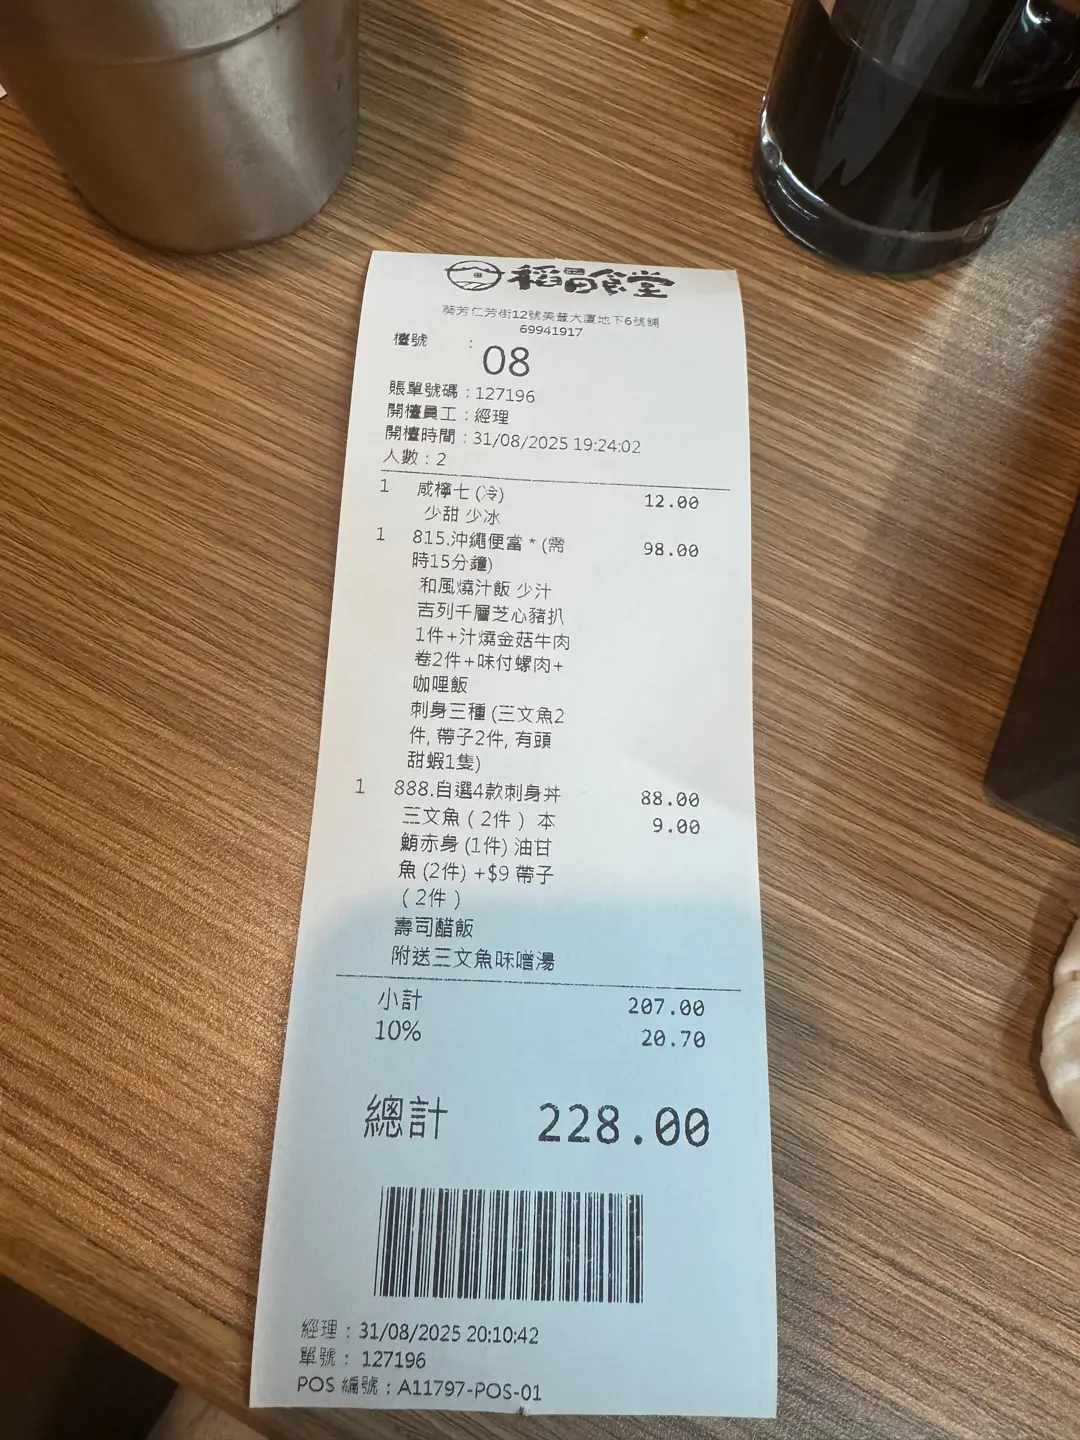 稻田食堂
葵芳仁芳街12號美藍大廈地下6號舖
69941917
檯號 : 08
賬單號碼 : 127196
開檯員工 : 經理
開檯時間 : 31/08/2025 19:24:02
人數 : 2
1 咸檸七 (冷) 12.00
少甜 少冰
1 815.沖繩便當 * (需 98.00
時15分鐘)
和風燒汁飯 少汁
吉列千層芝心豬扒
1件+汁燒金菇牛肉
卷2件+味付螺肉+
咖哩飯
刺身三種 (三文魚2
件, 帶子2件, 有頭
甜蝦1隻)
1 888.自選4款刺身丼 88.00
三文魚 ( 2件 ) 本 9.00
鮪赤身 (1件) 油甘
魚 (2件) +$9 帶子
( 2件 )
壽司醋飯
附送三文魚味噌湯
小計 207.00
10% 20.70
總計 228.00
經理 : 31/08/2025 20:10:42
單號 : 127196
POS 編號 : A11797-POS-01